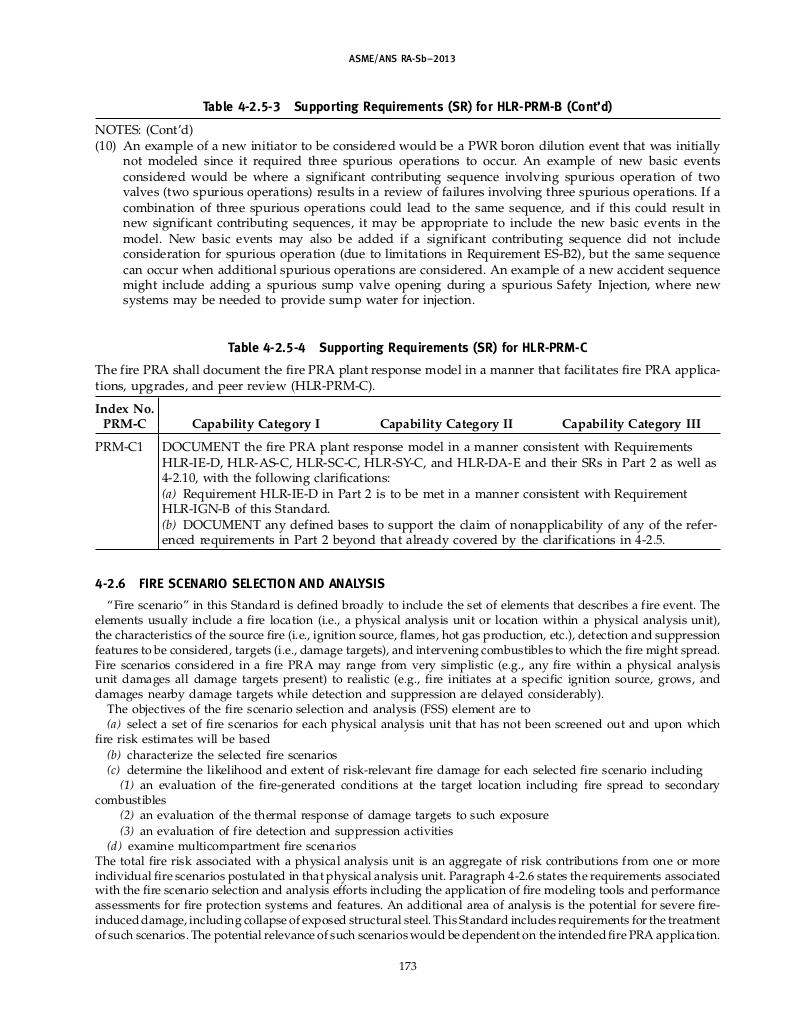 ASME/ANS RA-Sb–2013
Table 4-2.5-3 Supporting Requirements (SR) for HLR-PRM-B (Cont'd)
NOTES: (Cont'd)
(10) An example of a new initiator to be considered would be a PWR boron dilution event that was initially
not modeled since it required three spurious operations to occur. An example of new basic events
considered would be where a significant contributing sequence involving spurious operation of two
valves (two spurious operations) results in a review of failures involving three spurious operations. If a
combination of three spurious operations could lead to the same sequence, and if this could result in
new significant contributing sequences, it may be appropriate to include the new basic events in the
model. New basic events may also be added if a significant contributing sequence did not include
consideration for spurious operation (due to limitations in Requirement ES-B2), but the same sequence
can occur when additional spurious operations are considered. An example of a new accident sequence
might include adding a spurious sump valve opening during a spurious Safety Injection, where new
systems may be needed to provide sump water for injection.
Table 4-2.5-4 Supporting Requirements (SR) for HLR-PRM-C
The fire PRA shall document the fire PRA plant response model in a manner that facilitates fire PRA applica-
tions, upgrades, and peer review (HLR-PRM-C).
Index No.
PRM-C Capability Category I Capability Category II Capability Category III
PRM-C1 DOCUMENT the fire PRA plant response model in a manner consistent with Requirements
HLR-IE-D, HLR-AS-C, HLR-SC-C, HLR-SY-C, and HLR-DA-E and their SRs in Part 2 as well as
4-2.10, with the following clarifications:
(a) Requirement HLR-IE-D in Part 2 is to be met in a manner consistent with Requirement
HLR-IGN-B of this Standard.
(b) DOCUMENT any defined bases to support the claim of nonapplicability of any of the refer-
enced requirements in Part 2 beyond that already covered by the clarifications in 4-2.5.
4-2.6 FIRE SCENARIO SELECTION AND ANALYSIS
“Fire scenario” in this Standard is defined broadly to include the set of elements that describes a fire event. The
elements usually include a fire location (i.e., a physical analysis unit or location within a physical analysis unit),
the characteristics of the source fire (i.e., ignition source, flames, hot gas production, etc.), detection and suppression
features to be considered, targets (i.e., damage targets), and intervening combustibles to which the fire might spread.
Fire scenarios considered in a fire PRA may range from very simplistic (e.g., any fire within a physical analysis
unit damages all damage targets present) to realistic (e.g., fire initiates at a specific ignition source, grows, and
damages nearby damage targets while detection and suppression are delayed considerably).
The objectives of the fire scenario selection and analysis (FSS) element are to
(a) select a set of fire scenarios for each physical analysis unit that has not been screened out and upon which
fire risk estimates will be based
(b) characterize the selected fire scenarios
(c) determine the likelihood and extent of risk-relevant fire damage for each selected fire scenario including
(1) an evaluation of the fire-generated conditions at the target location including fire spread to secondary
combustibles
(2) an evaluation of the thermal response of damage targets to such exposure
(3) an evaluation of fire detection and suppression activities
(d) examine multicompartment fire scenarios
The total fire risk associated with a physical analysis unit is an aggregate of risk contributions from one or more
individual fire scenarios postulated in that physical analysis unit. Paragraph 4-2.6 states the requirements associated
with the fire scenario selection and analysis efforts including the application of fire modeling tools and performance
assessments for fire protection systems and features. An additional area of analysis is the potential for severe fire-
induced damage, including collapse of exposed structural steel. This Standard includes requirements for the treatment
of such scenarios. The potential relevance of such scenarios would be dependent on the intended fire PRA application.
173